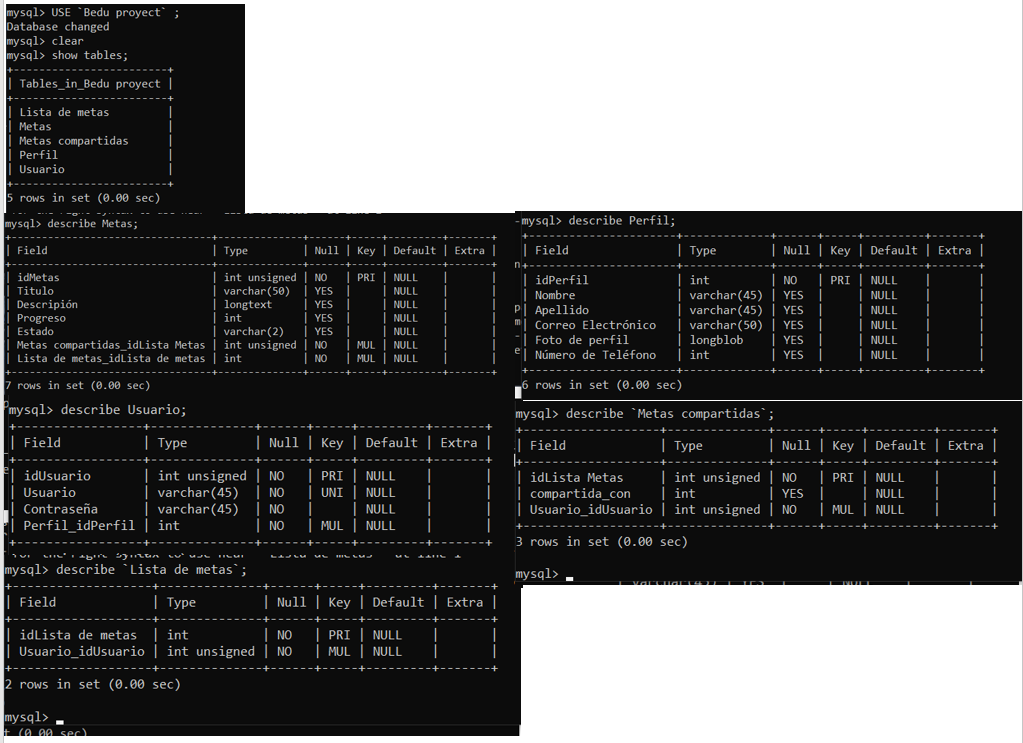 mysql> USE `Bedu proyect` ;
Database changed
mysql> clear
mysql> show tables;
+------------------------+
| Tables_in_Bedu proyect |
+------------------------+
| Lista de metas |
| Metas |
| Metas compartidas |
| Perfil |
| Usuario |
+------------------------+
5 rows in set (0.00 sec)
mysql> describe Metas;
| Field | Type | Null | Key | Default | Extra |
| idMetas | int unsigned | NO | PRI | NULL | |
| Titulo | varchar(50) | YES | | NULL | |
| Descripión | longtext | YES | | NULL | |
| Progreso | int | YES | | NULL | |
| Estado | varchar(2) | YES | | NULL | |
| Metas compartidas_idLista Metas | int unsigned | NO | MUL | NULL | |
| Lista de metas_idLista de metas | int | NO | MUL | NULL | |
7 rows in set (0.00 sec)
mysql> describe Perfil;
| Field | Type | Null | Key | Default | Extra |
| idPerfil | int | NO | PRI | NULL | |
| Nombre | varchar(45) | YES | | NULL | |
| Apellido | varchar(45) | YES | | NULL | |
| Correo Electrónico | varchar(50) | YES | | NULL | |
| Foto de perfil | longblob | YES | | NULL | |
| Número de Teléfono | int | YES | | NULL | |
6 rows in set (0.00 sec)
mysql> describe Usuario;
| Field | Type | Null | Key | Default | Extra |
| idUsuario | int unsigned | NO | PRI | NULL | |
| Usuario | varchar(45) | NO | UNI | NULL | |
| Contraseña | varchar(45) | NO | | NULL | |
| Perfil_idPerfil | int | NO | MUL | NULL | |
mysql> describe `Metas compartidas`;
| Field | Type | Null | Key | Default | Extra |
| idLista Metas | int unsigned | NO | PRI | NULL | |
| compartida_con | int | YES | | NULL | |
| Usuario_idUsuario | int unsigned | NO | MUL | NULL | |
3 rows in set (0.00 sec)
mysql>
for the right syntax to use near
mysql> describe `Lista de metas`;
| Field | Type | Null | Key | Default | Extra |
| idLista de metas | int | NO | PRI | NULL | |
| Usuario_idUsuario | int unsigned | NO | MUL | NULL | |
2 rows in set (0.00 sec)
mysql>
t (0.00 sec)